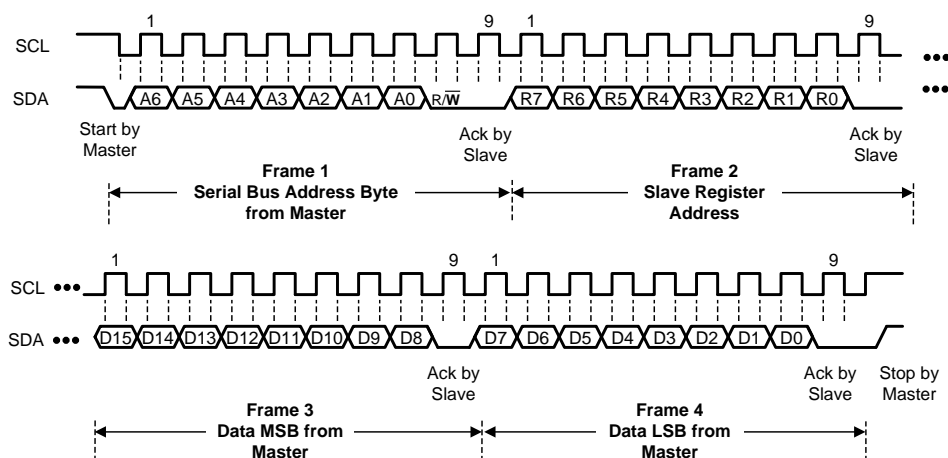 1 9 1 9
SCL
SDA A6 A5 A4 A3 A2 A1 A0 R/W R7 R6 R5 R4 R3 R2 R1 R0
Start by
Master
Ack by
Slave
Ack by
Slave
Frame 1
Serial Bus Address Byte
from Master
Frame 2
Slave Register
Address
1 9 1 9
SCL
SDA D15 D14 D13 D12 D11 D10 D9 D8 D7 D6 D5 D4 D3 D2 D1 D0
Ack by
Slave
Ack by
Slave
Stop by
Master
Frame 3
Data MSB from
Master
Frame 4
Data LSB from
Master